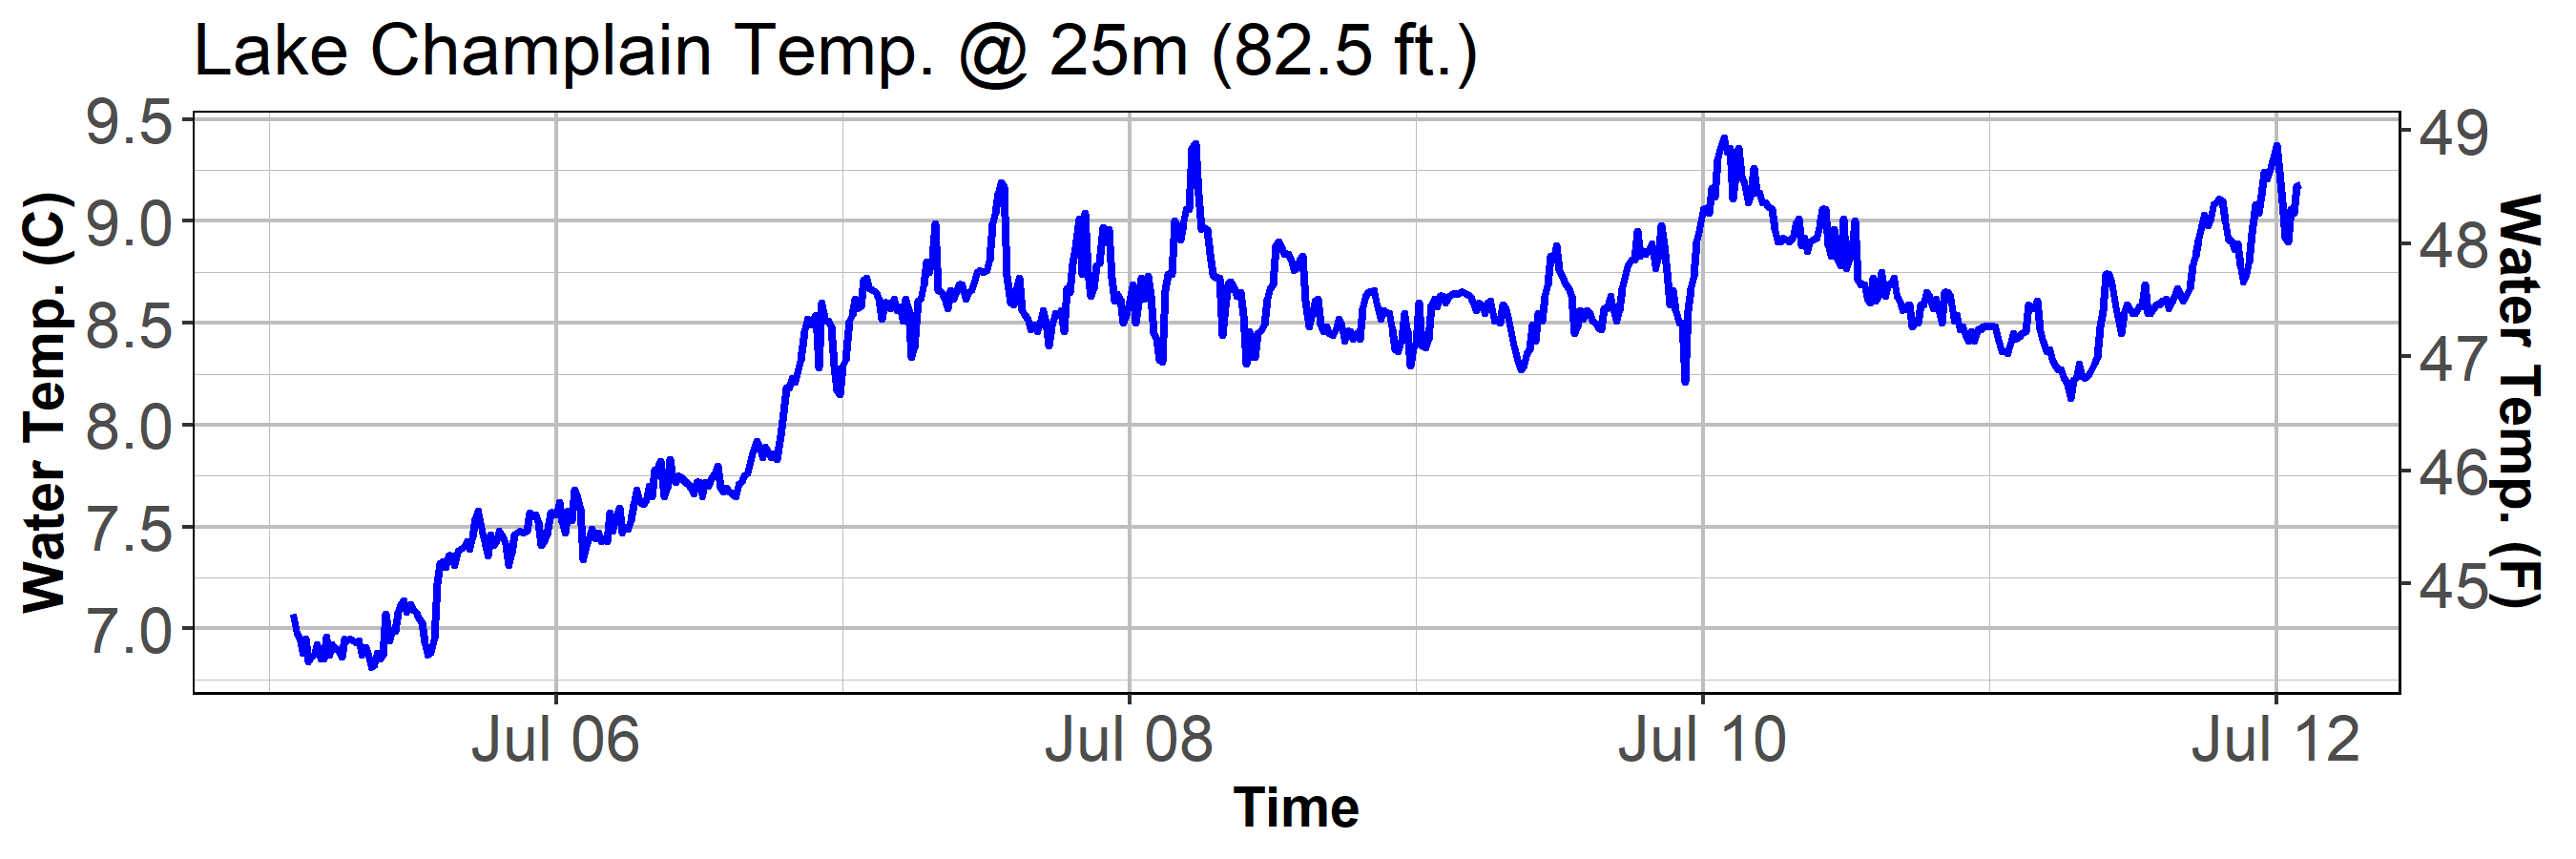 Lake Champlain Temp. @ 25m (82.5 ft.)
Water Temp. (C)
9.5
9.0
8.5
8.0
7.5
7.0
49
48
47
46
45
Water Temp. (F)
Jul 06 Jul 08 Jul 10 Jul 12
Time